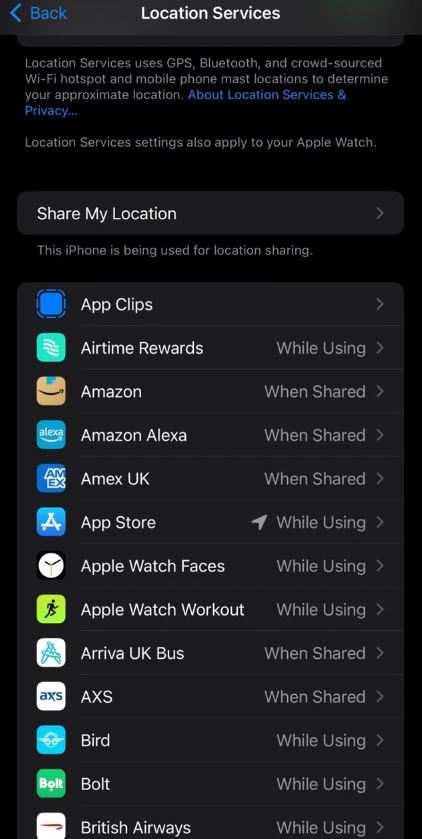 Back
Location Services
Location Services uses GPS, Bluetooth, and crowd-sourced
Wi-Fi hotspot and mobile phone mast locations to determine
your approximate location. About Location Services &
Privacy...
Location Services settings also apply to your Apple Watch.
Share My Location
This iPhone is being used for location sharing.
App Clips
Airtime Rewards While Using
Amazon When Shared
alexa Amazon Alexa When Shared
AM
EX Amex UK When Shared
App Store While Using
Apple Watch Faces While Using
Apple Watch Workout While Using
Arriva UK Bus When Shared
axs AXS When Shared
Bird While Using
Bolt Bolt While Using
British Airways While Using